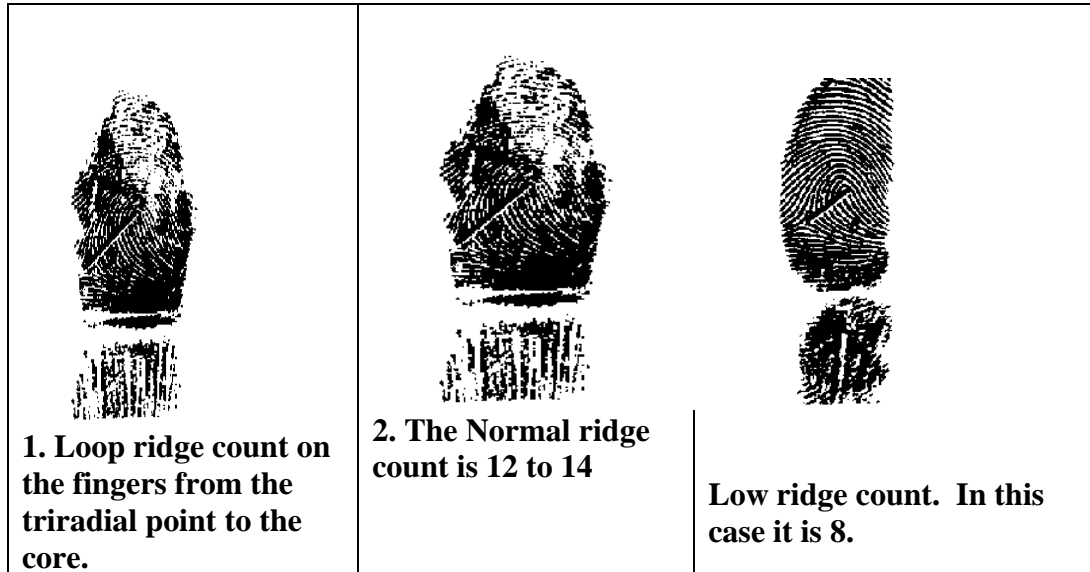 1. Loop ridge count on
the fingers from the
triradial point to the
core.
2. The Normal ridge
count is 12 to 14
Low ridge count.  In this
case it is 8.